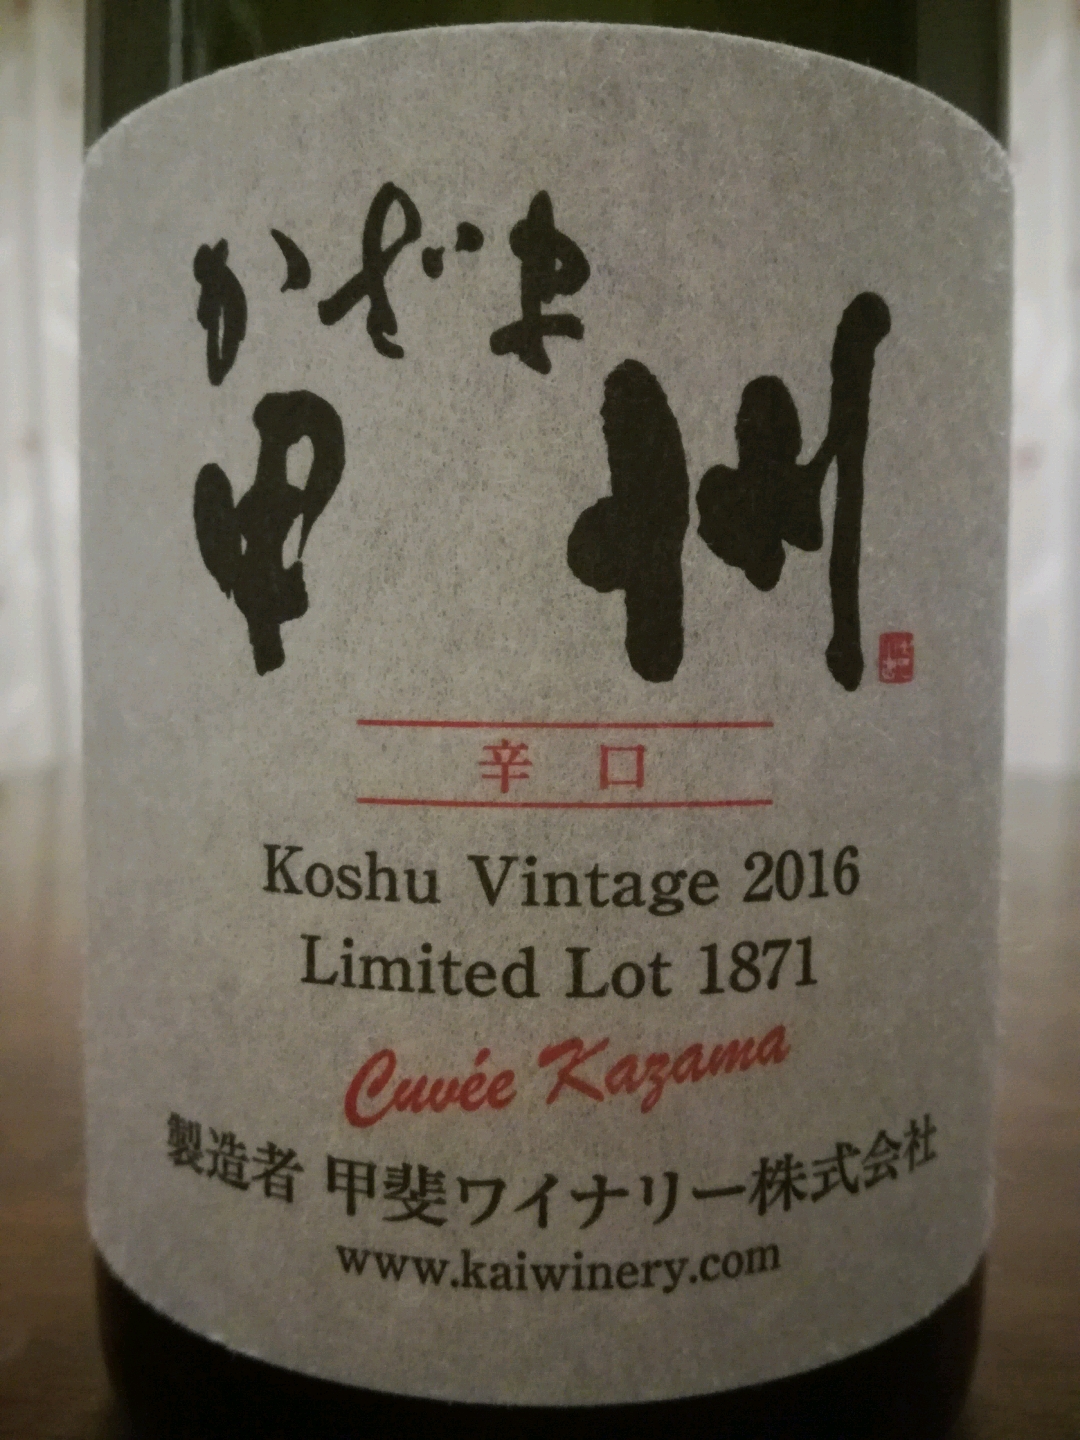 かざま
甲州
辛口
Koshu Vintage 2016
Limited Lot 1871
Cuvée Kazama
製造者 甲斐ワイナリー株式会社
www.kaiwinery.com